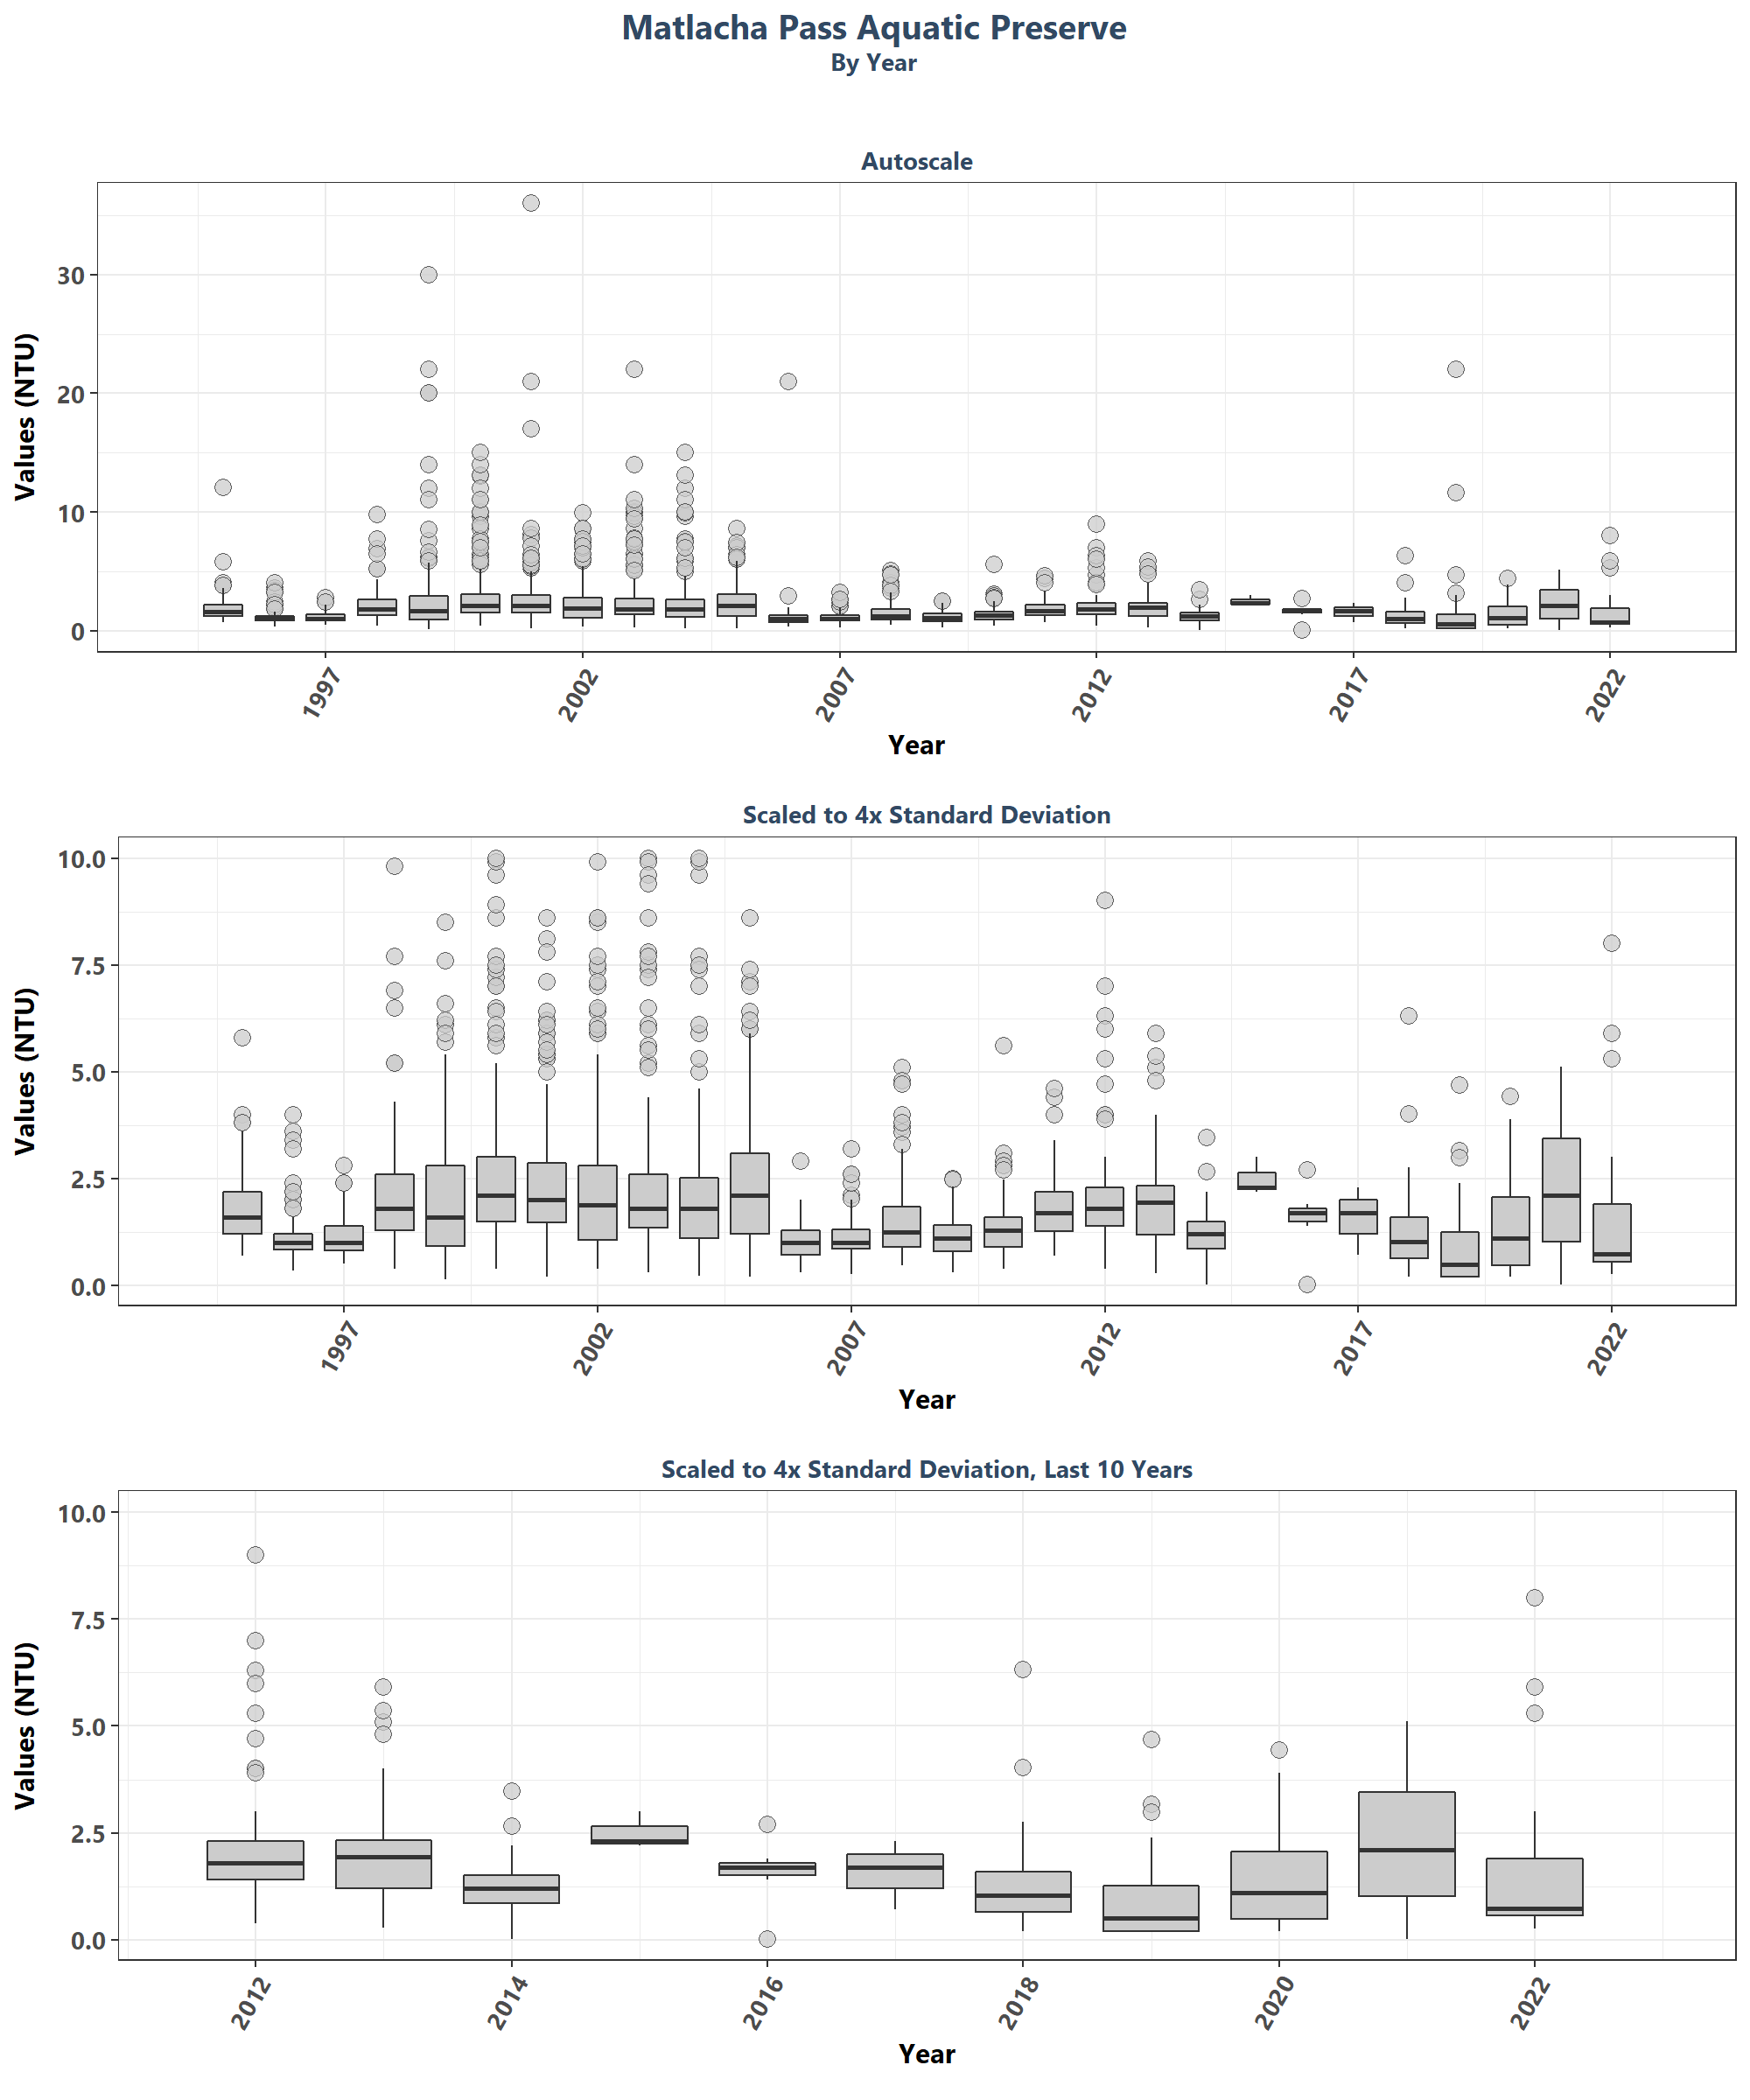 Matlacha Pass Aquatic Preserve
By Year
Autoscale
Values (NTU)
30
20
10
0
1997
2002
2007
2012
2017
2022
Year
Scaled to 4x Standard Deviation
Values (NTU)
10.0
7.5
5.0
2.5
0.0
1997
2002
2007
2012
2017
2022
Year
Scaled to 4x Standard Deviation, Last 10 Years
Values (NTU)
10.0
7.5
5.0
2.5
0.0
2012
2014
2016
2018
2020
2022
Year